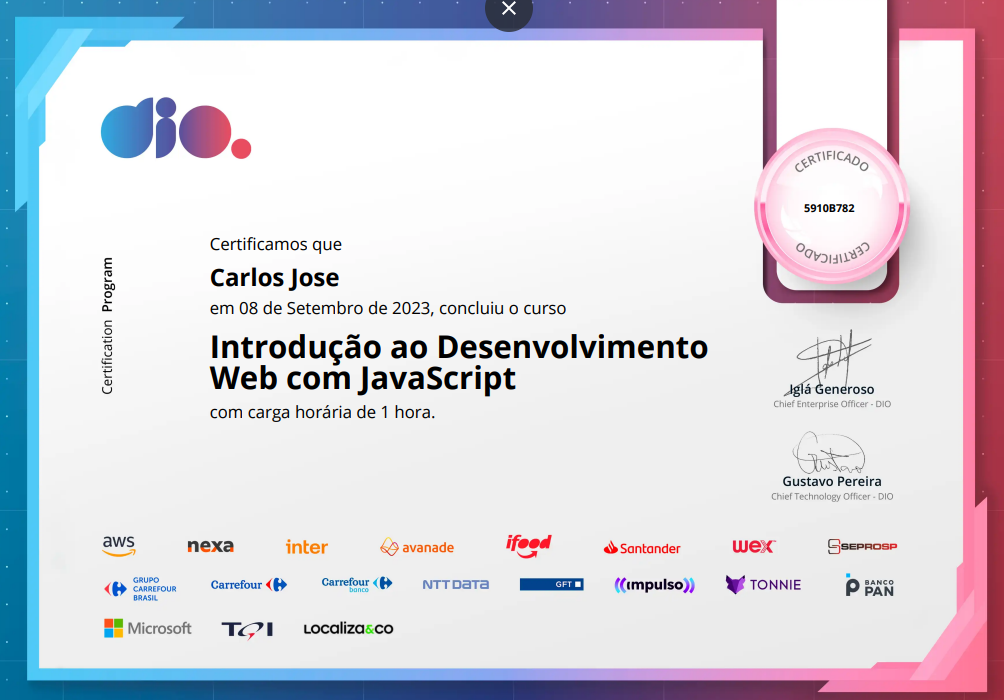 dio.
CERTIFICADO
5910B782
CERTIFICADO
Certification Program
Certificamos que
Carlos Jose
em 08 de Setembro de 2023, concluiu o curso
Introdução ao Desenvolvimento
Web com JavaScript
com carga horária de 1 hora.
Iglá Generoso
Chief Enterprise Officer - DIO
Gustavo Pereira
Chief Technology Officer - DIO
aws nexa inter avanade ifood Santander wex SEPROSP
GRUPO CARREFOUR BRASIL Carrefour Carrefour banco NTT DATA GFT impulso TONNIE BANCO PAN
Microsoft TQI LOCALIZA&CO